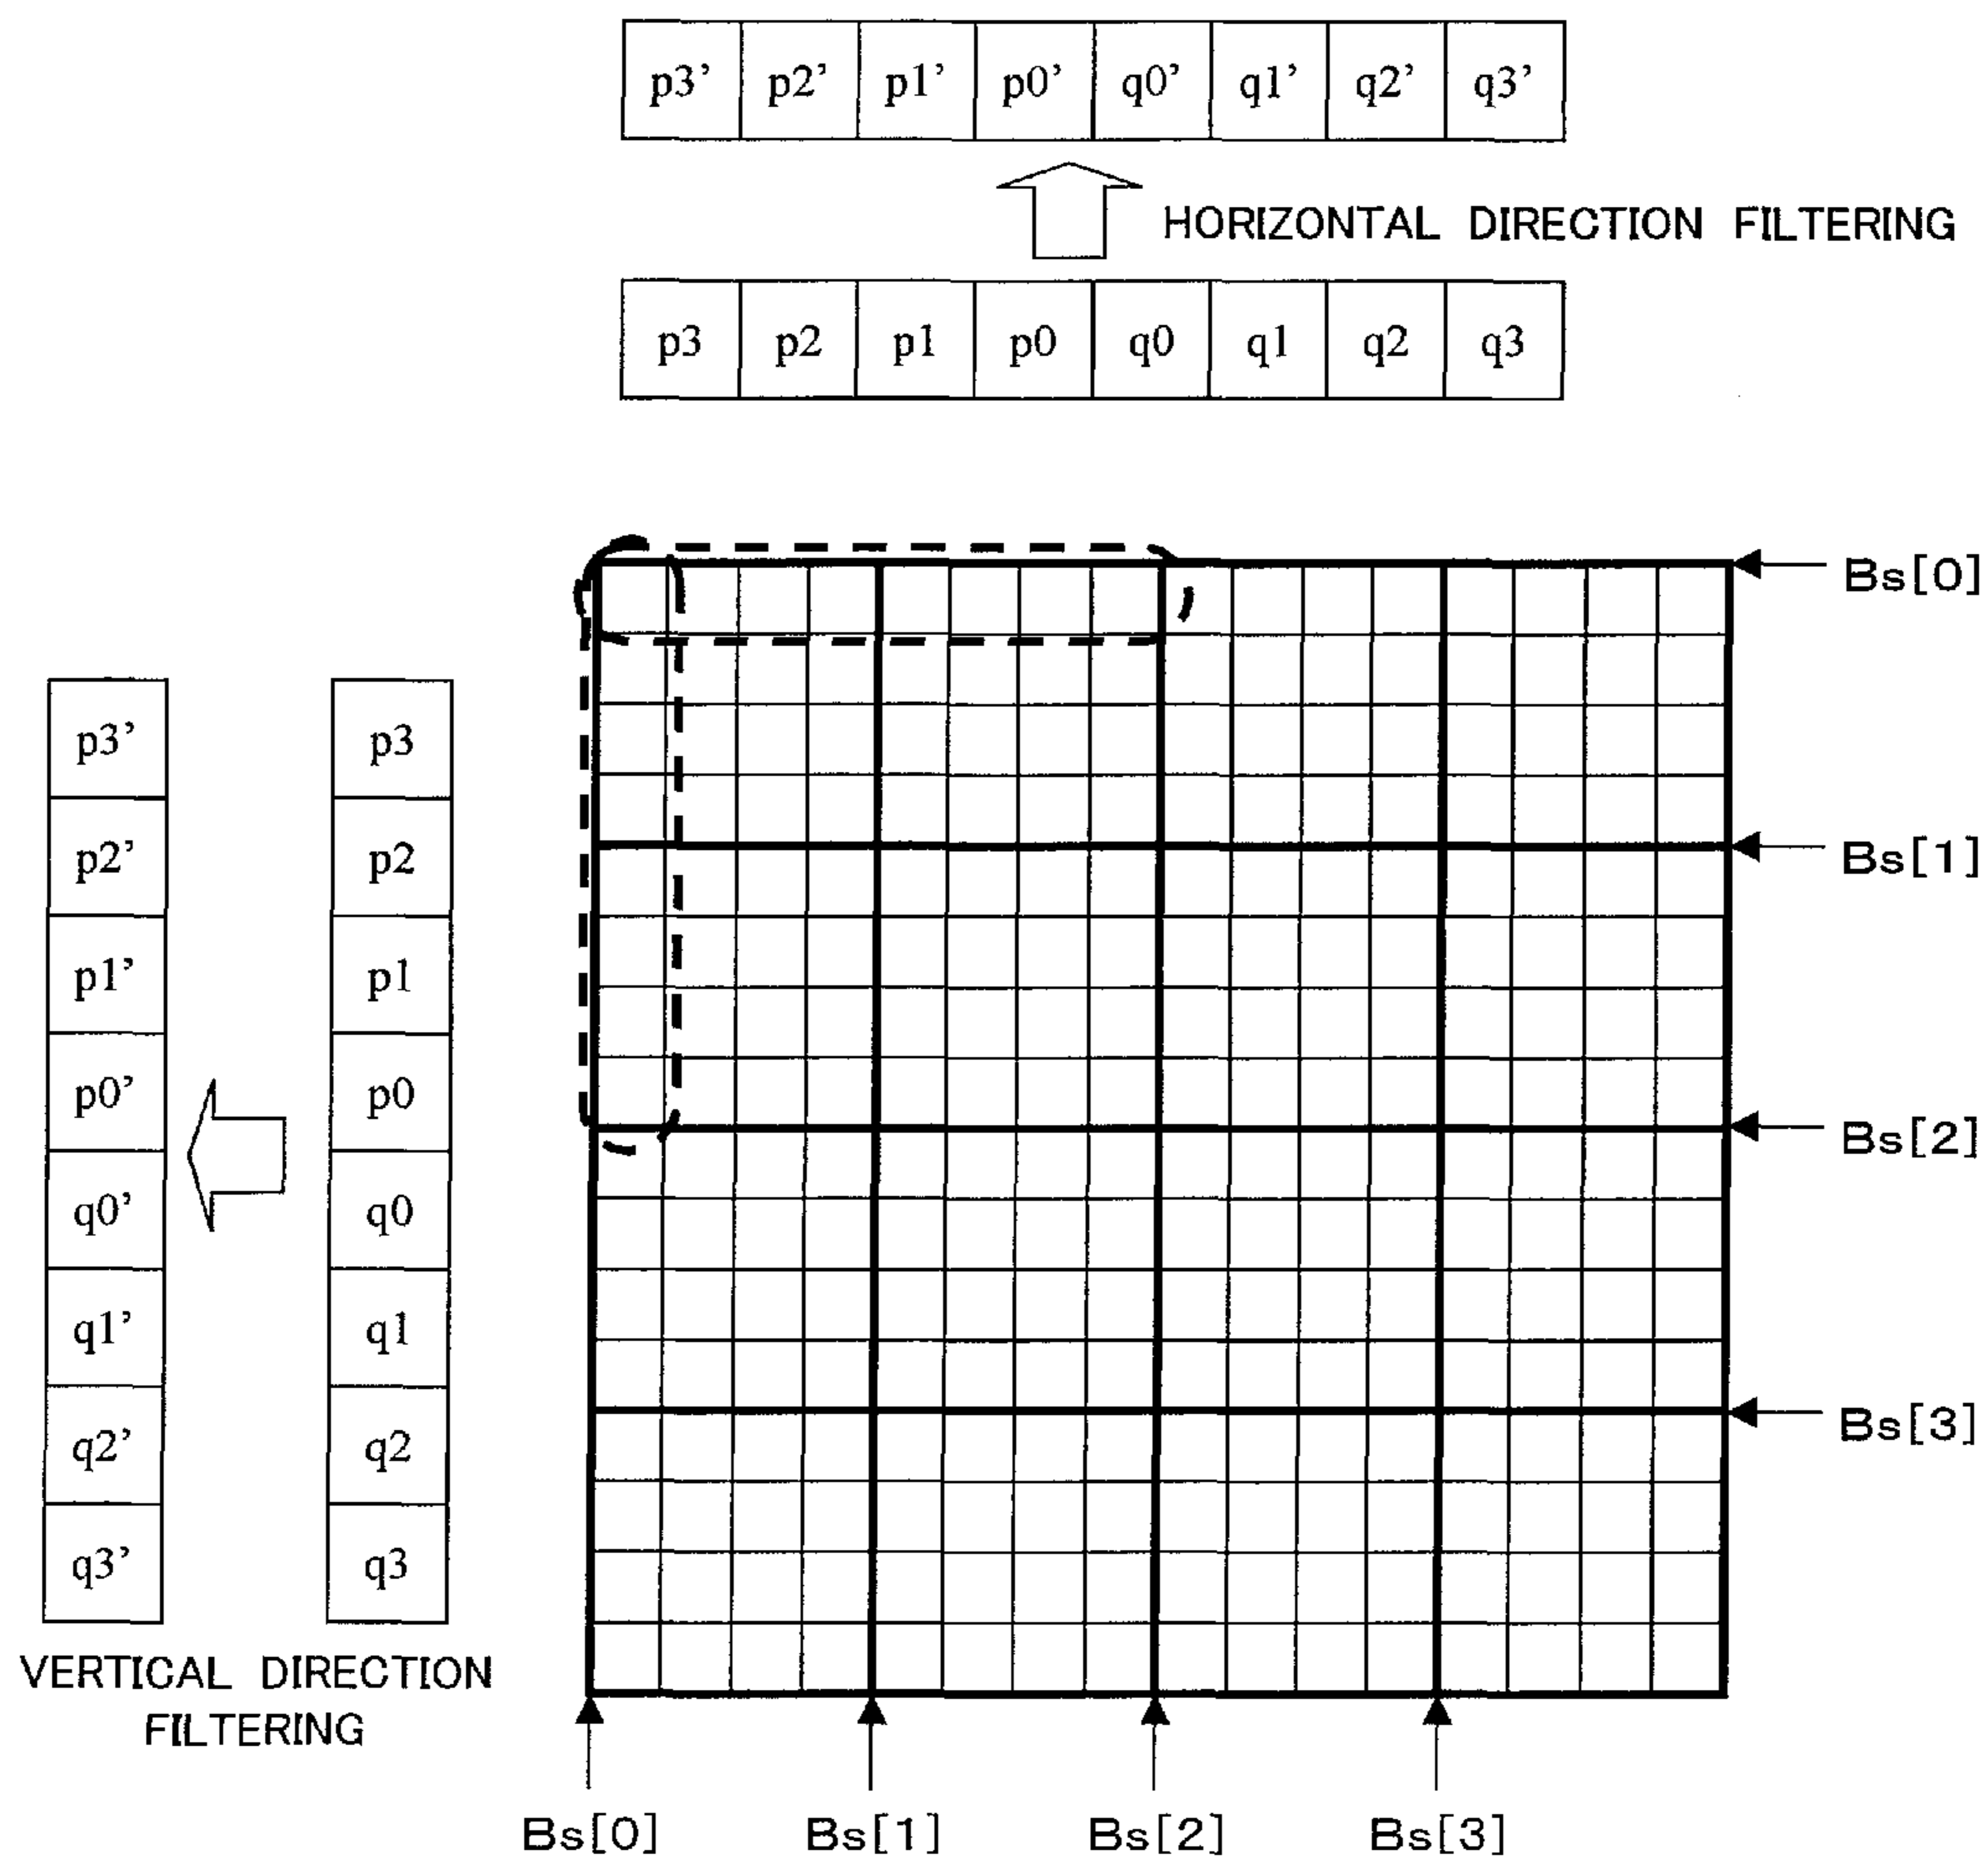 p3’ p2’ p1’ p0’ q0’ q1’ q2’ q3’
HORIZONTAL DIRECTION FILTERING
p3 p2 p1 p0 q0 q1 q2 q3
Bs[0]
Bs[1]
Bs[2]
Bs[3]
p3’ p3
p2’ p2
p1’ p1
p0’ p0
q0’ q0
q1’ q1
q2’ q2
q3’ q3
VERTICAL DIRECTION
FILTERING
Bs[0] Bs[1] Bs[2] Bs[3]